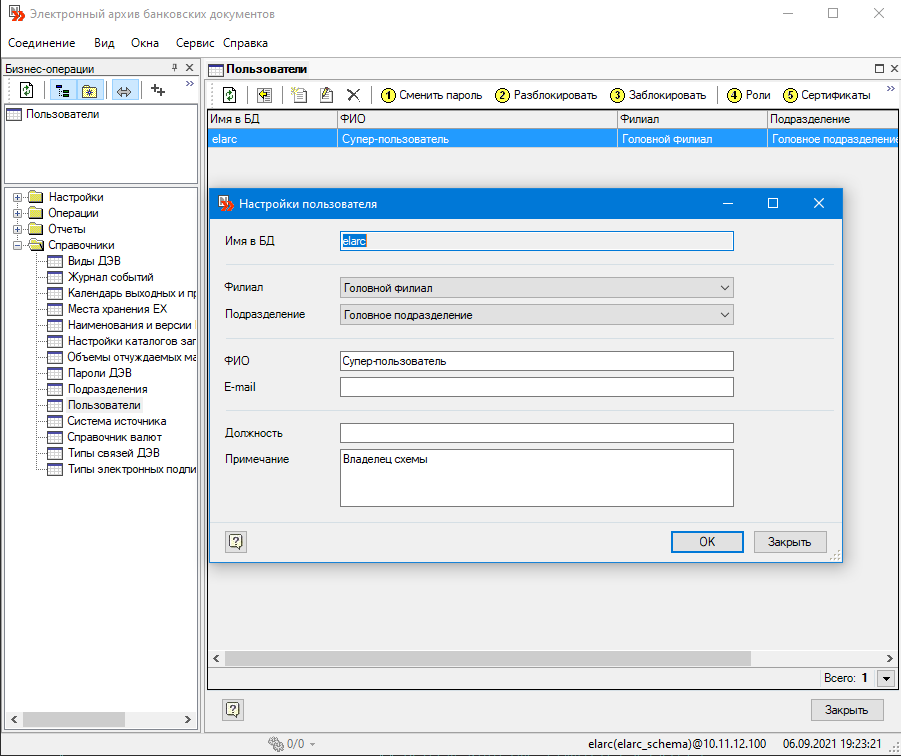 Электронный архив банковских документов
Соединение Вид Окна Сервис Справка
Бизнес-операции
Пользователи
Настройки
Операции
Отчеты
Справочники
Виды ДЭВ
Журнал событий
Календарь выходных и пр
Места хранения EX
Наименования и версии
Настройки каталогов заг
Объемы отчуждаемых ма
Пароли ДЭВ
Подразделения
Пользователи
Система источника
Справочник валют
Типы связей ДЭВ
Типы электронных подпи
Пользователи
1 Сменить пароль 2 Разблокировать 3 Заблокировать 4 Роли 5 Сертификаты
Имя в БД ФИО Филиал Подразделение
elarc Супер-пользователь Головной филиал Головное подразделение
Настройки пользователя
Имя в БД elarc
Филиал Головной филиал
Подразделение Головное подразделение
ФИО Супер-пользователь
E-mail
Должность
Примечание Владелец схемы
OK Закрыть
Всего: 1
Закрыть
0/0 elarc(elarc_schema)@10.11.12.100 06.09.2021 19:23:21